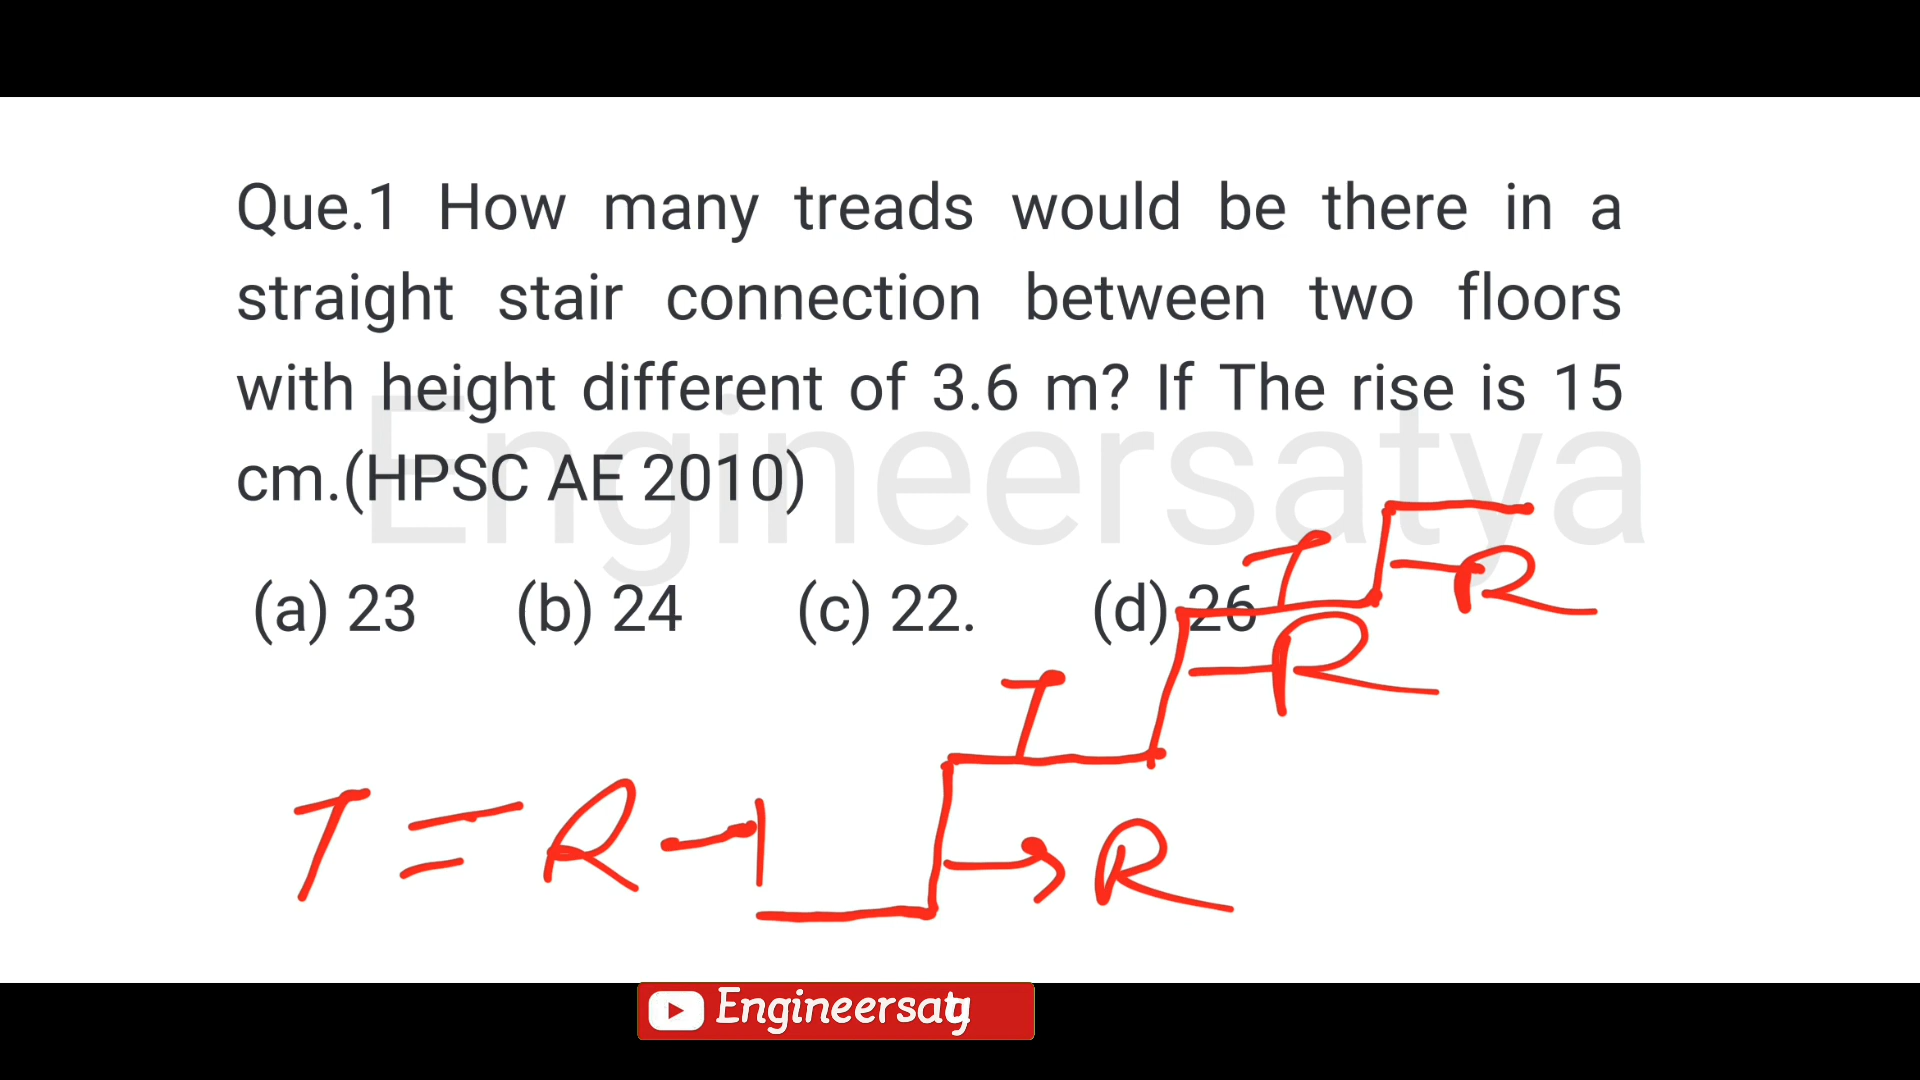 Que.1 How many treads would be there in a
straight stair connection between two floors
with height different of 3.6 m? If The rise is 15
cm.(HPSC AE 2010)
Engineersatya
(a) 23 (b) 24 (c) 22. (d) 26
T
R
T
R
T = R - 1
R
Engineersaty